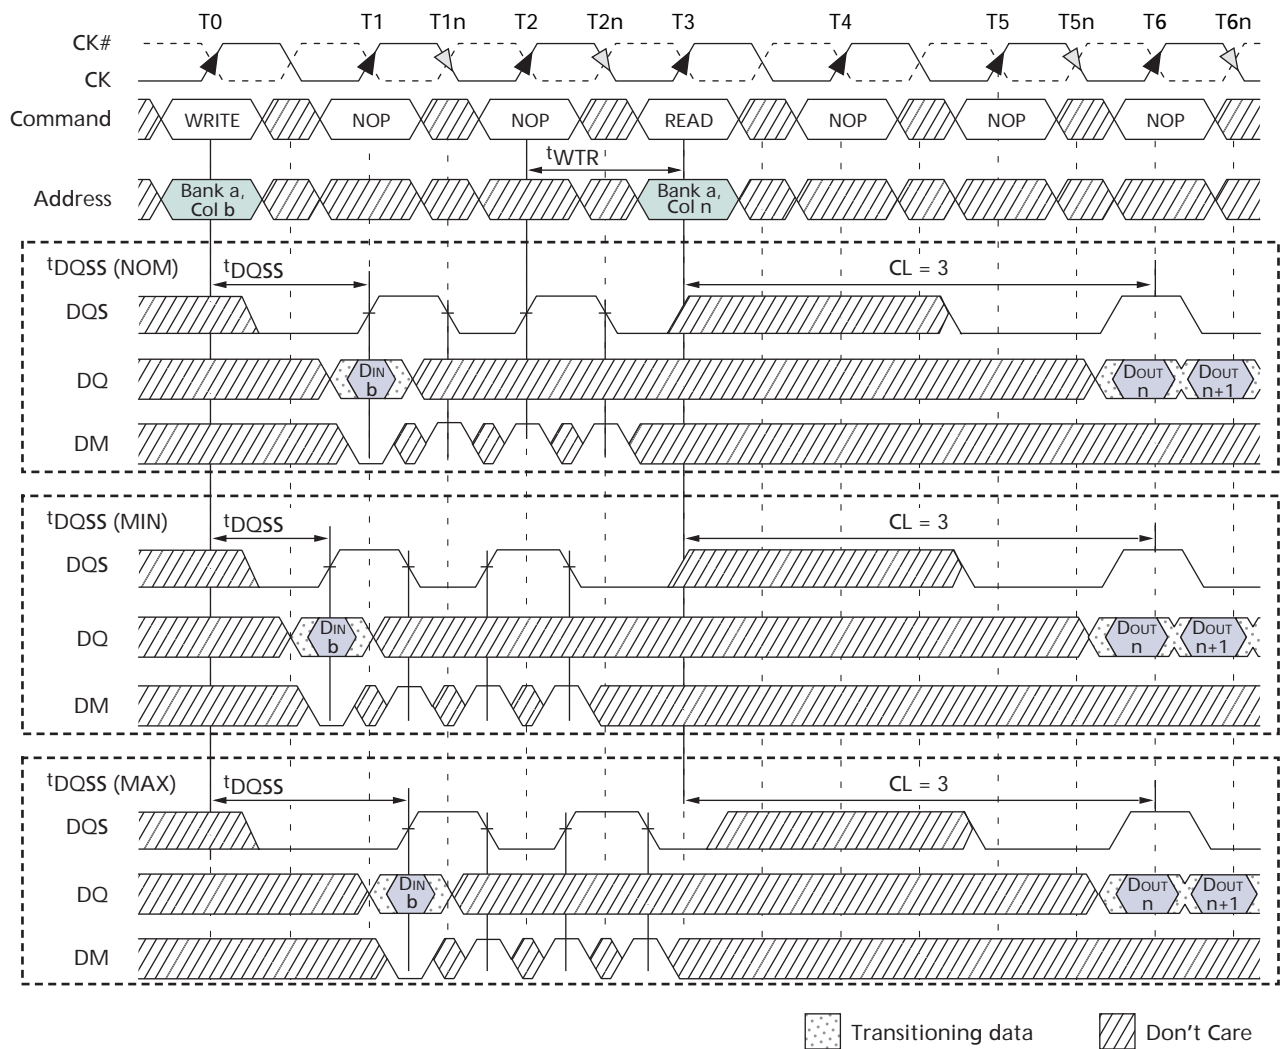 T0 T1 T1n T2 T2n T3 T4 T5 T5n T6 T6n
CK#
CK
Command WRITE NOP NOP READ NOP NOP NOP
tWTR
Address Bank a, Col b Bank a, Col n
tDQSS (NOM) tDQSS CL = 3
DQS
DQ DIN b DOUT n DOUT n+1
DM
tDQSS (MIN) tDQSS CL = 3
DQS
DQ DIN b DOUT n DOUT n+1
DM
tDQSS (MAX) tDQSS CL = 3
DQS
DQ DIN b DOUT n DOUT n+1
DM
Transitioning data Don't Care